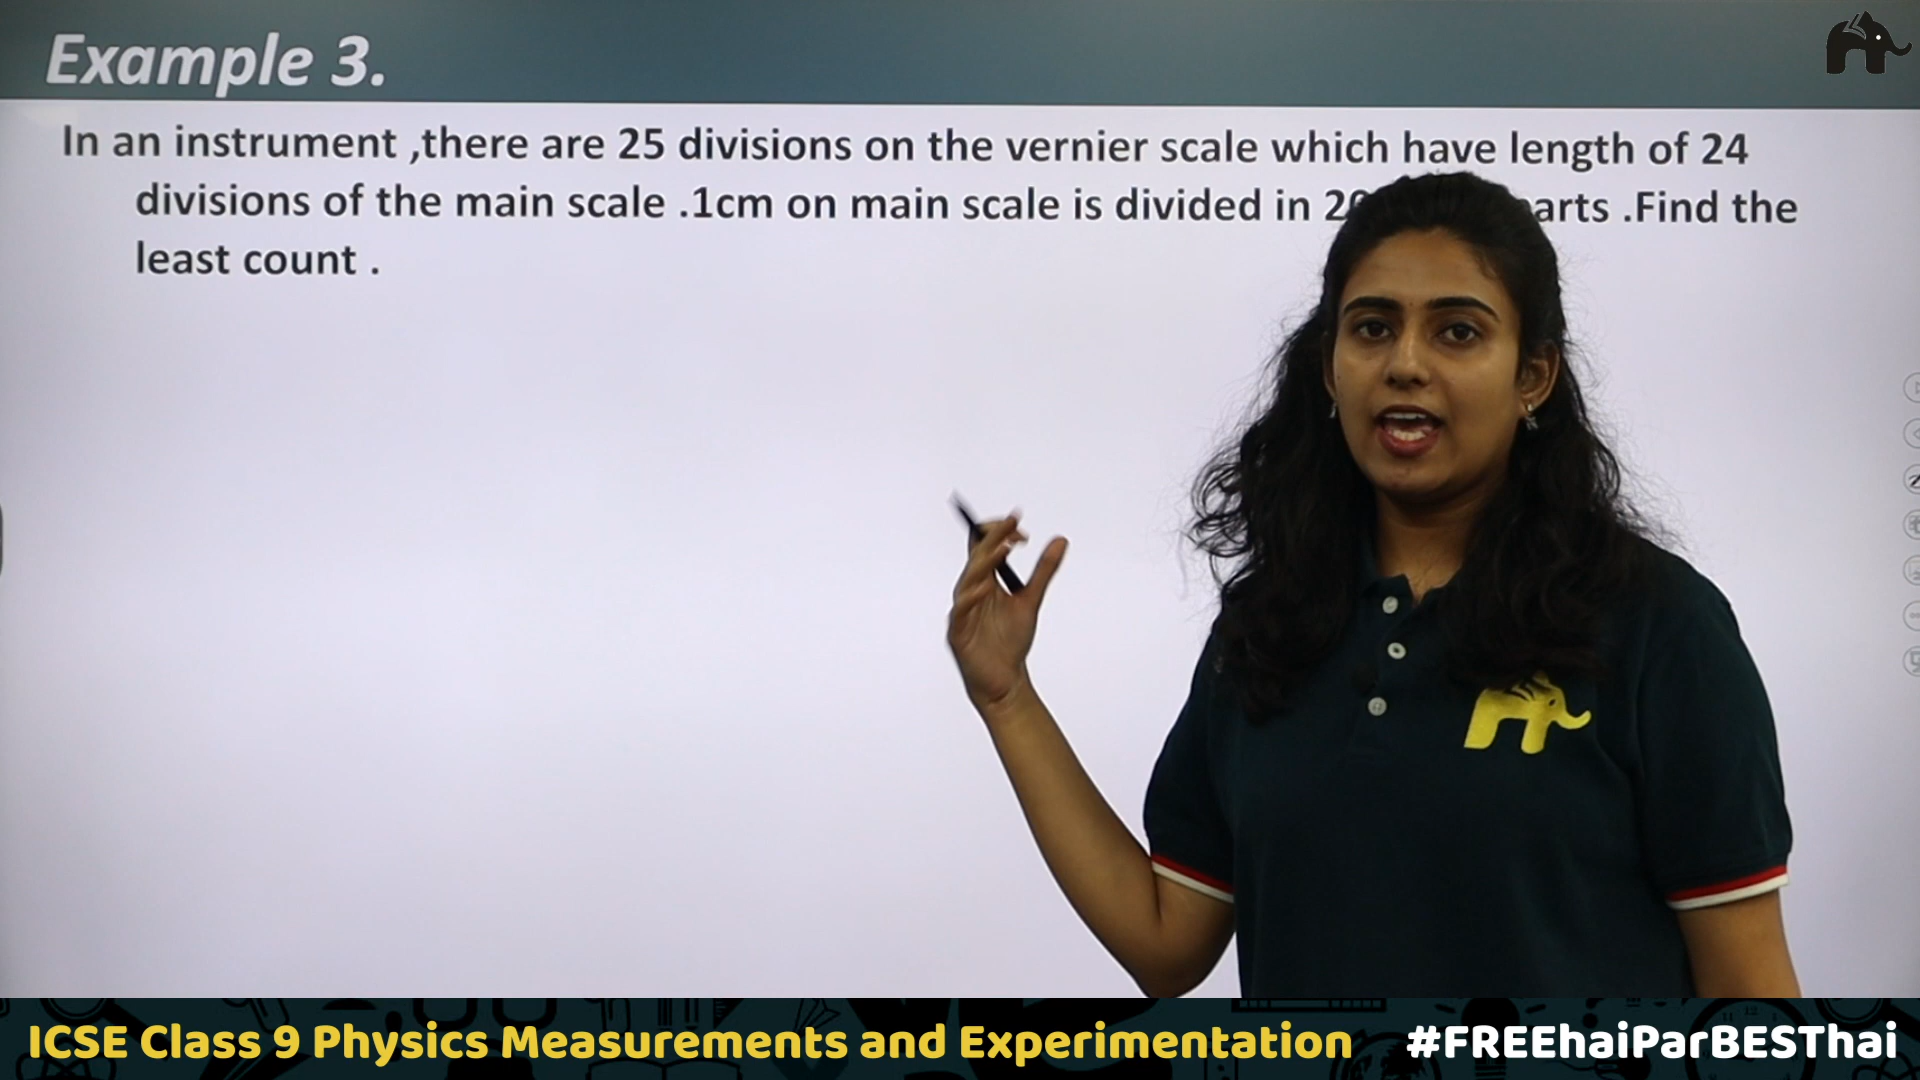 Example 3.
In an instrument ,there are 25 divisions on the vernier scale which have length of 24
divisions of the main scale .1cm on main scale is divided in arts .Find the
least count .
ICSE Class 9 Physics Measurements and Experimentation #FREEhaiParBESThai